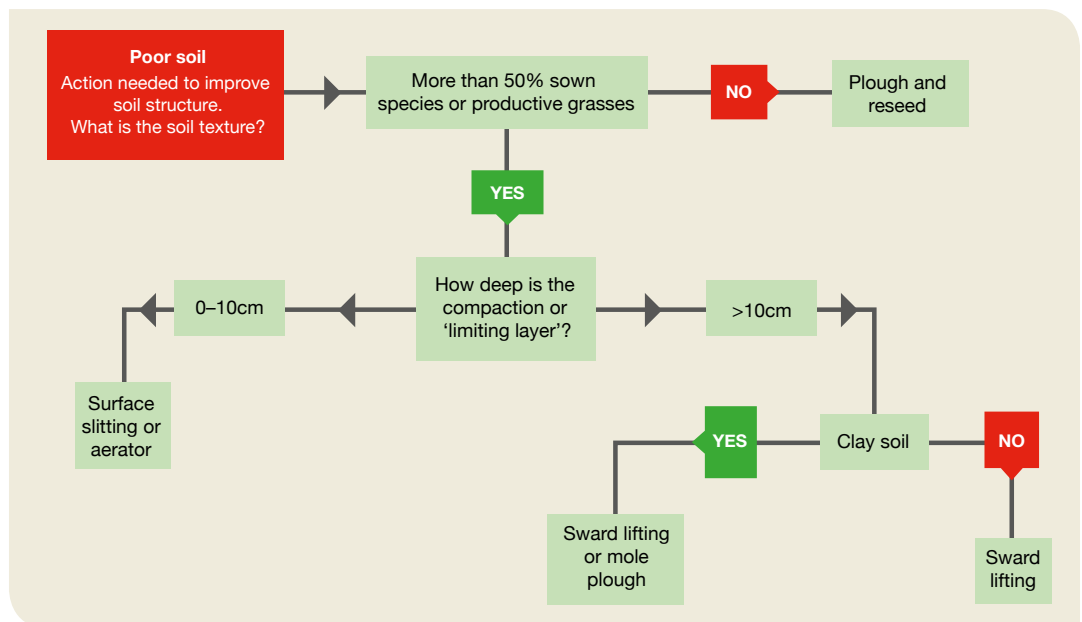 Poor soil
Action needed to improve
soil structure.
What is the soil texture?
More than 50% sown
species or productive grasses
NO
Plough and
reseed
YES
How deep is the
compaction or
‘limiting layer’?
0–10cm
>10cm
Surface
slitting or
aerator
Clay soil
YES
NO
Sward lifting
or mole
plough
Sward
lifting